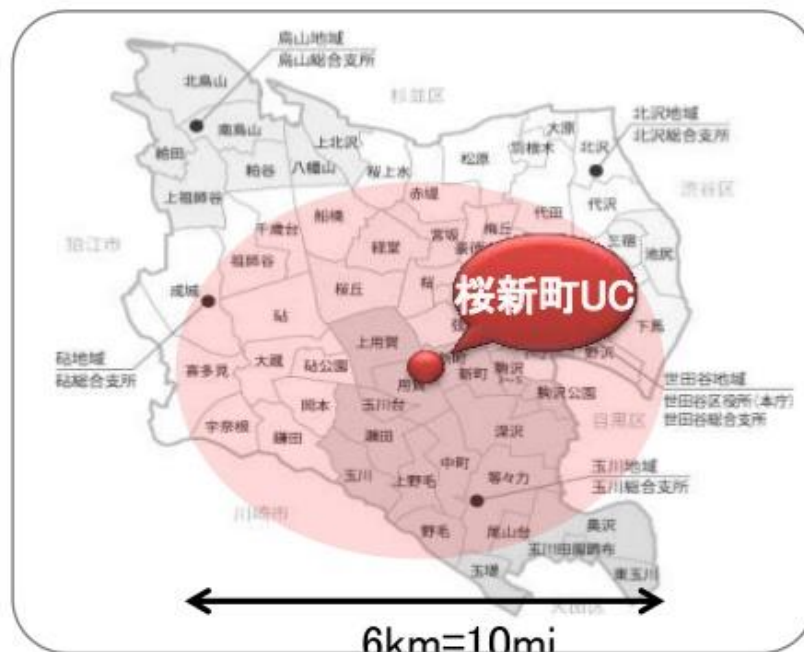 烏山地域
烏山総合支所
北烏山
杉並区
北沢地域
北沢総合支所
南烏山
給田
上北沢
大原
羽根木
北沢
粕谷
八幡山
桜上水
松原
上祖師谷
赤堤
代田
代沢
渋谷区
船橋
千歳台
宮坂
梅丘
豪徳
三宿
池尻
狛江市
祖師谷
経堂
成城
桜丘
桜
桜新町UC
砧
下馬
上用賀
砧地域
砧総合支所
喜多見
大蔵
砧公園
用賀
新町
駒沢
野沢
駒沢公園
世田谷地域
世田谷区役所(本庁)
世田谷総合支所
目黒区
岡本
玉川台
宇奈根
鎌田
瀬田
深沢
中町
玉川
上野毛
等々力
玉川地域
玉川総合支所
川崎市
野毛
尾山台
奥沢
玉川田園調布
玉堤
東玉川
大田区
6km=10mi